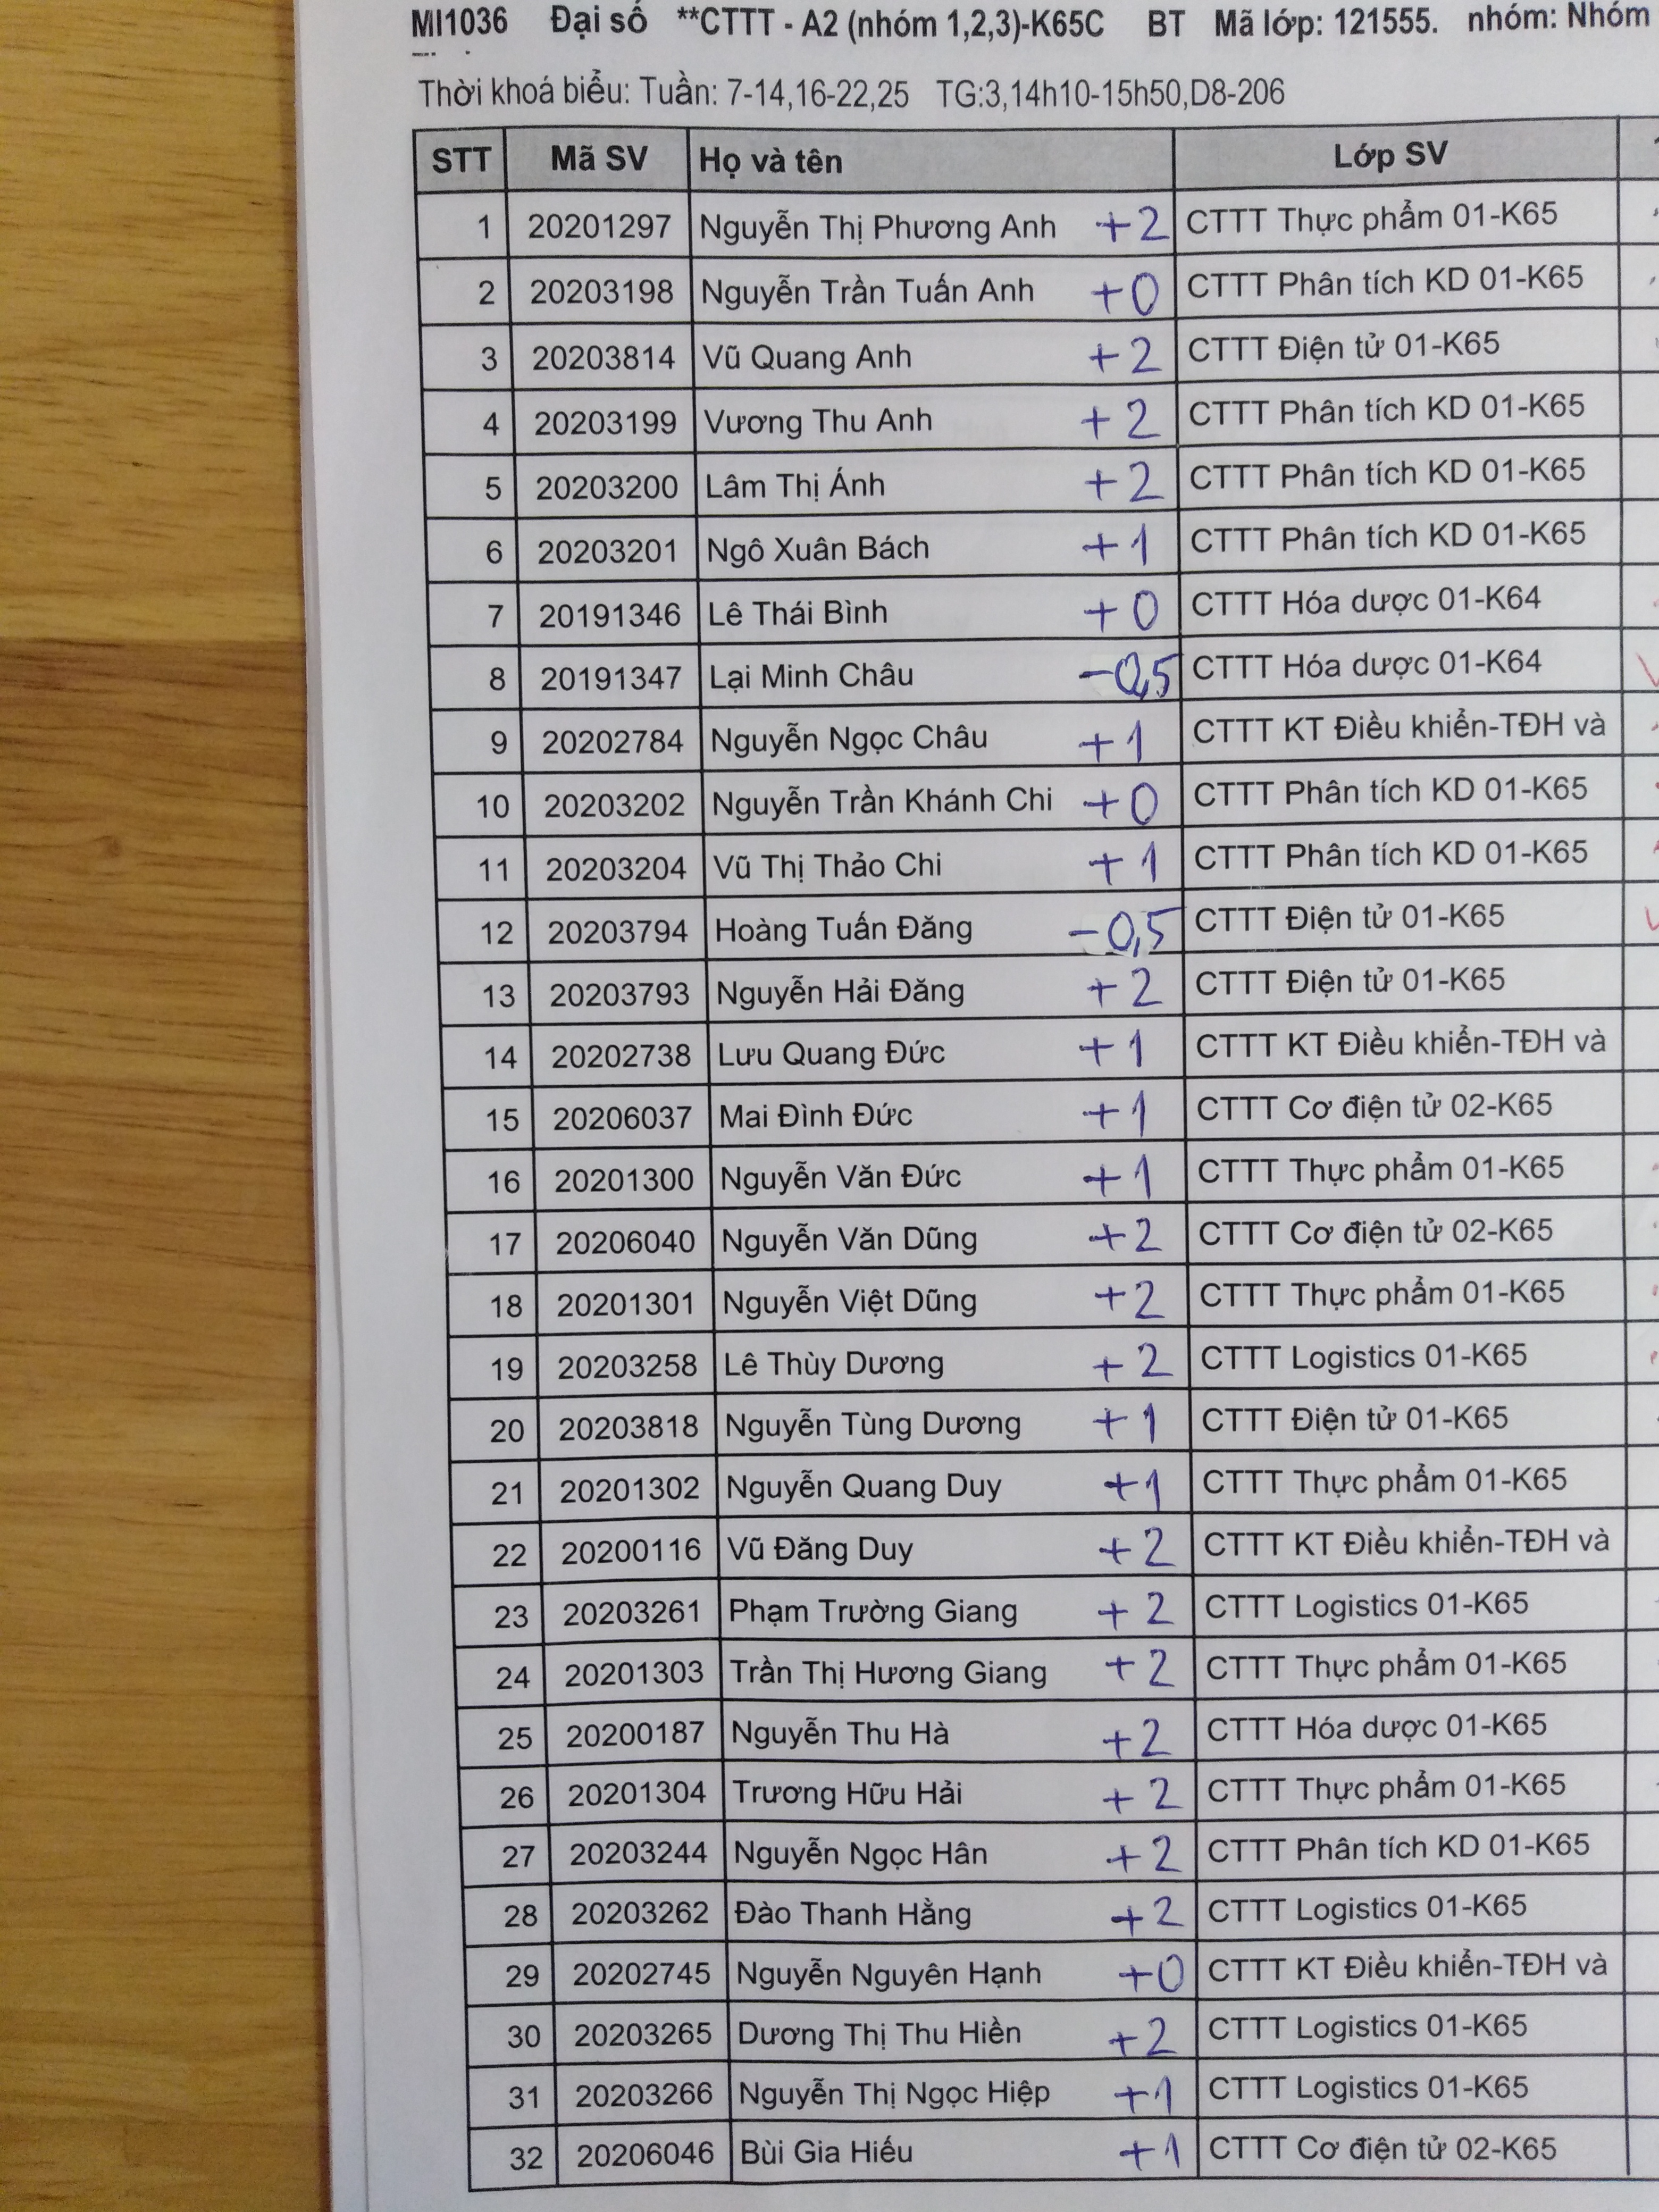 MI1036 Đại số **CTTT - A2 (nhóm 1,2,3)-K65C BT Mã lớp: 121555. nhóm: Nhóm
Thời khoá biểu: Tuần: 7-14,16-22,25 TG:3,14h10-15h50,D8-206
STT Mã SV Họ và tên Lớp SV
1 20201297 Nguyễn Thị Phương Anh +2 CTTT Thực phẩm 01-K65
2 20203198 Nguyễn Trần Tuấn Anh +0 CTTT Phân tích KD 01-K65
3 20203814 Vũ Quang Anh +2 CTTT Điện tử 01-K65
4 20203199 Vương Thu Anh +2 CTTT Phân tích KD 01-K65
5 20203200 Lâm Thị Ánh +2 CTTT Phân tích KD 01-K65
6 20203201 Ngô Xuân Bách +1 CTTT Phân tích KD 01-K65
7 20191346 Lê Thái Bình +0 CTTT Hóa dược 01-K64
8 20191347 Lại Minh Châu -0,5 CTTT Hóa dược 01-K64
9 20202784 Nguyễn Ngọc Châu +1 CTTT KT Điều khiển-TĐH và
10 20203202 Nguyễn Trần Khánh Chi +0 CTTT Phân tích KD 01-K65
11 20203204 Vũ Thị Thảo Chi +1 CTTT Phân tích KD 01-K65
12 20203794 Hoàng Tuấn Đăng -0,5 CTTT Điện tử 01-K65
13 20203793 Nguyễn Hải Đăng +2 CTTT Điện tử 01-K65
14 20202738 Lưu Quang Đức +1 CTTT KT Điều khiển-TĐH và
15 20206037 Mai Đình Đức +1 CTTT Cơ điện tử 02-K65
16 20201300 Nguyễn Văn Đức +1 CTTT Thực phẩm 01-K65
17 20206040 Nguyễn Văn Dũng +2 CTTT Cơ điện tử 02-K65
18 20201301 Nguyễn Việt Dũng +2 CTTT Thực phẩm 01-K65
19 20203258 Lê Thùy Dương +2 CTTT Logistics 01-K65
20 20203818 Nguyễn Tùng Dương +1 CTTT Điện tử 01-K65
21 20201302 Nguyễn Quang Duy +1 CTTT Thực phẩm 01-K65
22 20200116 Vũ Đăng Duy +2 CTTT KT Điều khiển-TĐH và
23 20203261 Phạm Trường Giang +2 CTTT Logistics 01-K65
24 20201303 Trần Thị Hương Giang +2 CTTT Thực phẩm 01-K65
25 20200187 Nguyễn Thu Hà +2 CTTT Hóa dược 01-K65
26 20201304 Trương Hữu Hải +2 CTTT Thực phẩm 01-K65
27 20203244 Nguyễn Ngọc Hân +2 CTTT Phân tích KD 01-K65
28 20203262 Đào Thanh Hằng +2 CTTT Logistics 01-K65
29 20202745 Nguyễn Nguyên Hạnh +0 CTTT KT Điều khiển-TĐH và
30 20203265 Dương Thị Thu Hiền +2 CTTT Logistics 01-K65
31 20203266 Nguyễn Thị Ngọc Hiệp +1 CTTT Logistics 01-K65
32 20206046 Bùi Gia Hiếu +1 CTTT Cơ điện tử 02-K65